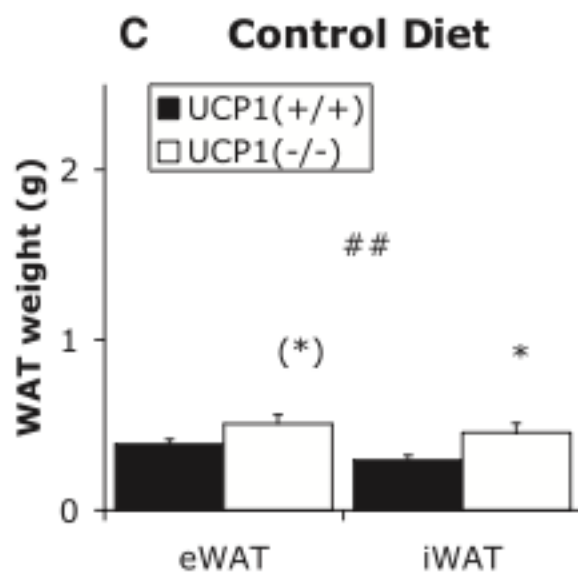 C Control Diet
UCP1(+/+)
UCP1(-/-)
WAT weight (g)
2
##
1
(*)
*
0
eWAT
iWAT